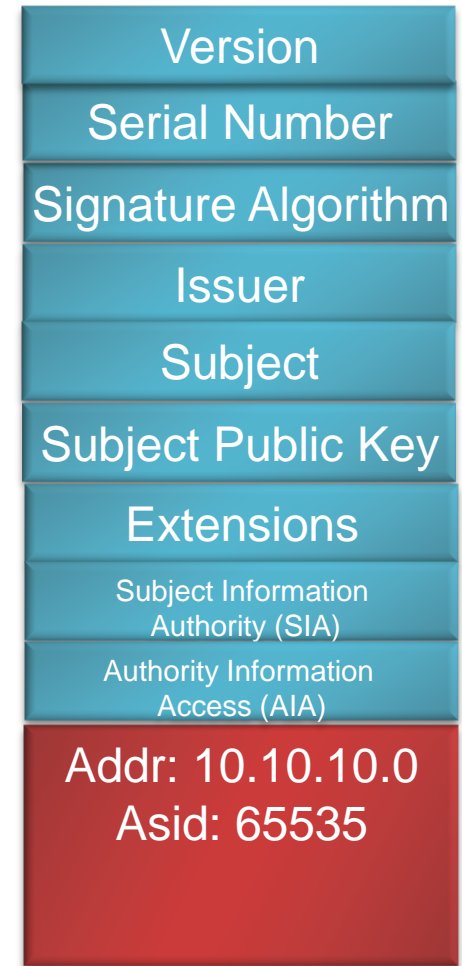 Version
Serial Number
Signature Algorithm
Issuer
Subject
Subject Public Key
Extensions
Subject Information
Authority (SIA)
Authority Information
Access (AIA)
Addr: 10.10.10.0
Asid: 65535